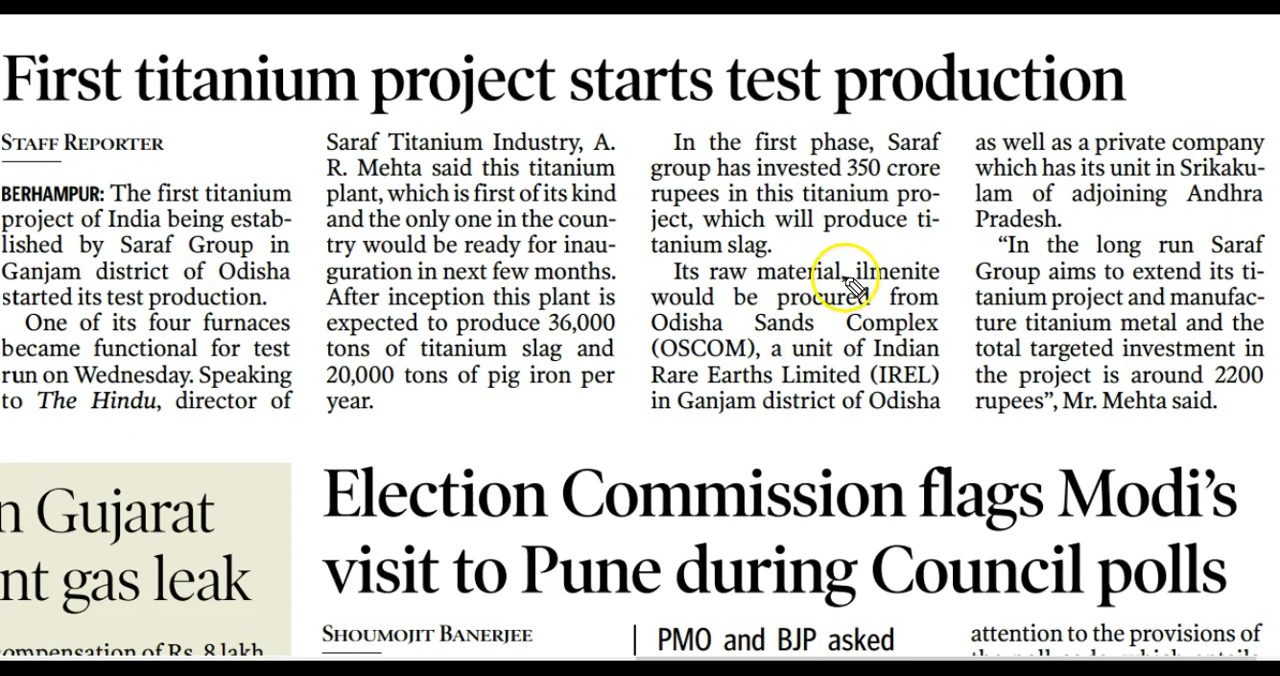 First titanium project starts test production
STAFF REPORTER
BERHAMPUR: The first titanium
project of India being estab-
lished by Saraf Group in
Ganjam district of Odisha
started its test production.
One of its four furnaces
became functional for test
run on Wednesday. Speaking
to The Hindu, director of
Saraf Titanium Industry, A.
R. Mehta said this titanium
plant, which is first of its kind
and the only one in the coun-
try would be ready for inau-
guration in next few months.
After inception this plant is
expected to produce 36,000
tons of titanium slag and
20,000 tons of pig iron per
year.
In the first phase, Saraf
group has invested 350 crore
rupees in this titanium pro-
ject, which will produce ti-
tanium slag.
Its raw material, ilmenite
would be procured from
Odisha Sands Complex
(OSCOM), a unit of Indian
Rare Earths Limited (IREL)
in Ganjam district of Odisha
as well as a private company
which has its unit in Srikaku-
lam of adjoining Andhra
Pradesh.
“In the long run Saraf
Group aims to extend its ti-
tanium project and manufac-
ture titanium metal and the
total targeted investment in
the project is around 2200
rupees”, Mr. Mehta said.
n Gujarat
nt gas leak
ompensation of Rs. 8 lakh
Election Commission flags Modi’s
visit to Pune during Council polls
SHOUMOJIT BANERJEE
PMO and BJP asked
attention to the provisions of